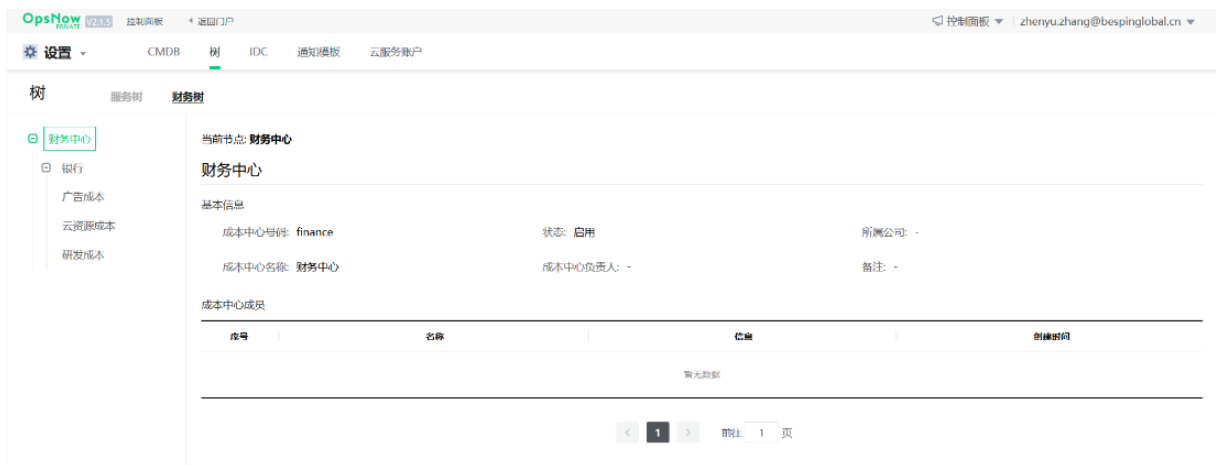 OpsNow PRIVATE V2.1.5 控制面板 返回门户 控制面板 zhenyu.zhang@bespinglobal.cn
设置 CMDB 树 IDC 通知模板 云服务账户
树 服务树 财务树
财务中心
银行
广告成本
云资源成本
研发成本
当前节点: 财务中心
财务中心
基本信息
成本中心号码: finance 状态: 启用 所属公司: -
成本中心名称: 财务中心 成本中心负责人: - 备注: -
成本中心成员
序号 名称 信息 创建时间
暂无数据
< 1 > 前往 1 页